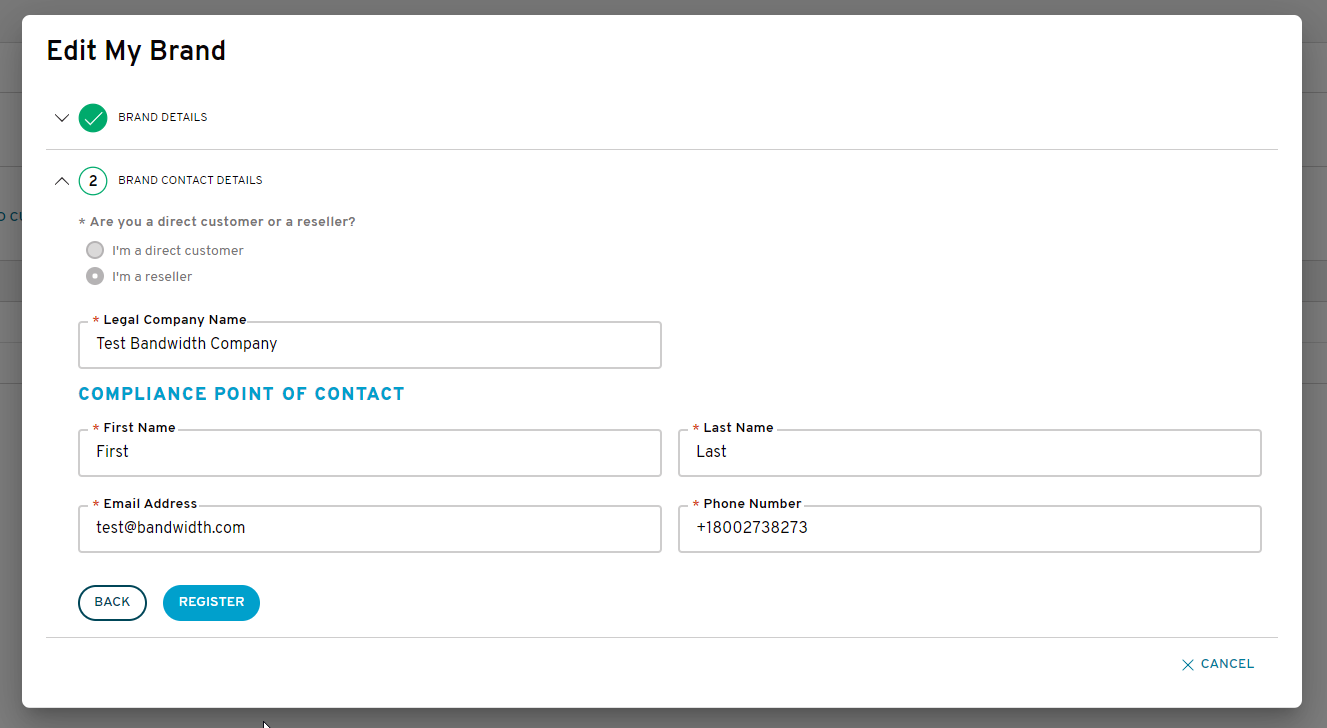 Edit My Brand
BRAND DETAILS
2 BRAND CONTACT DETAILS
* Are you a direct customer or a reseller?
I'm a direct customer
I'm a reseller
* Legal Company Name
Test Bandwidth Company
COMPLIANCE POINT OF CONTACT
* First Name
First
* Last Name
Last
* Email Address
test@bandwidth.com
* Phone Number
+18002738273
BACK
REGISTER
CANCEL